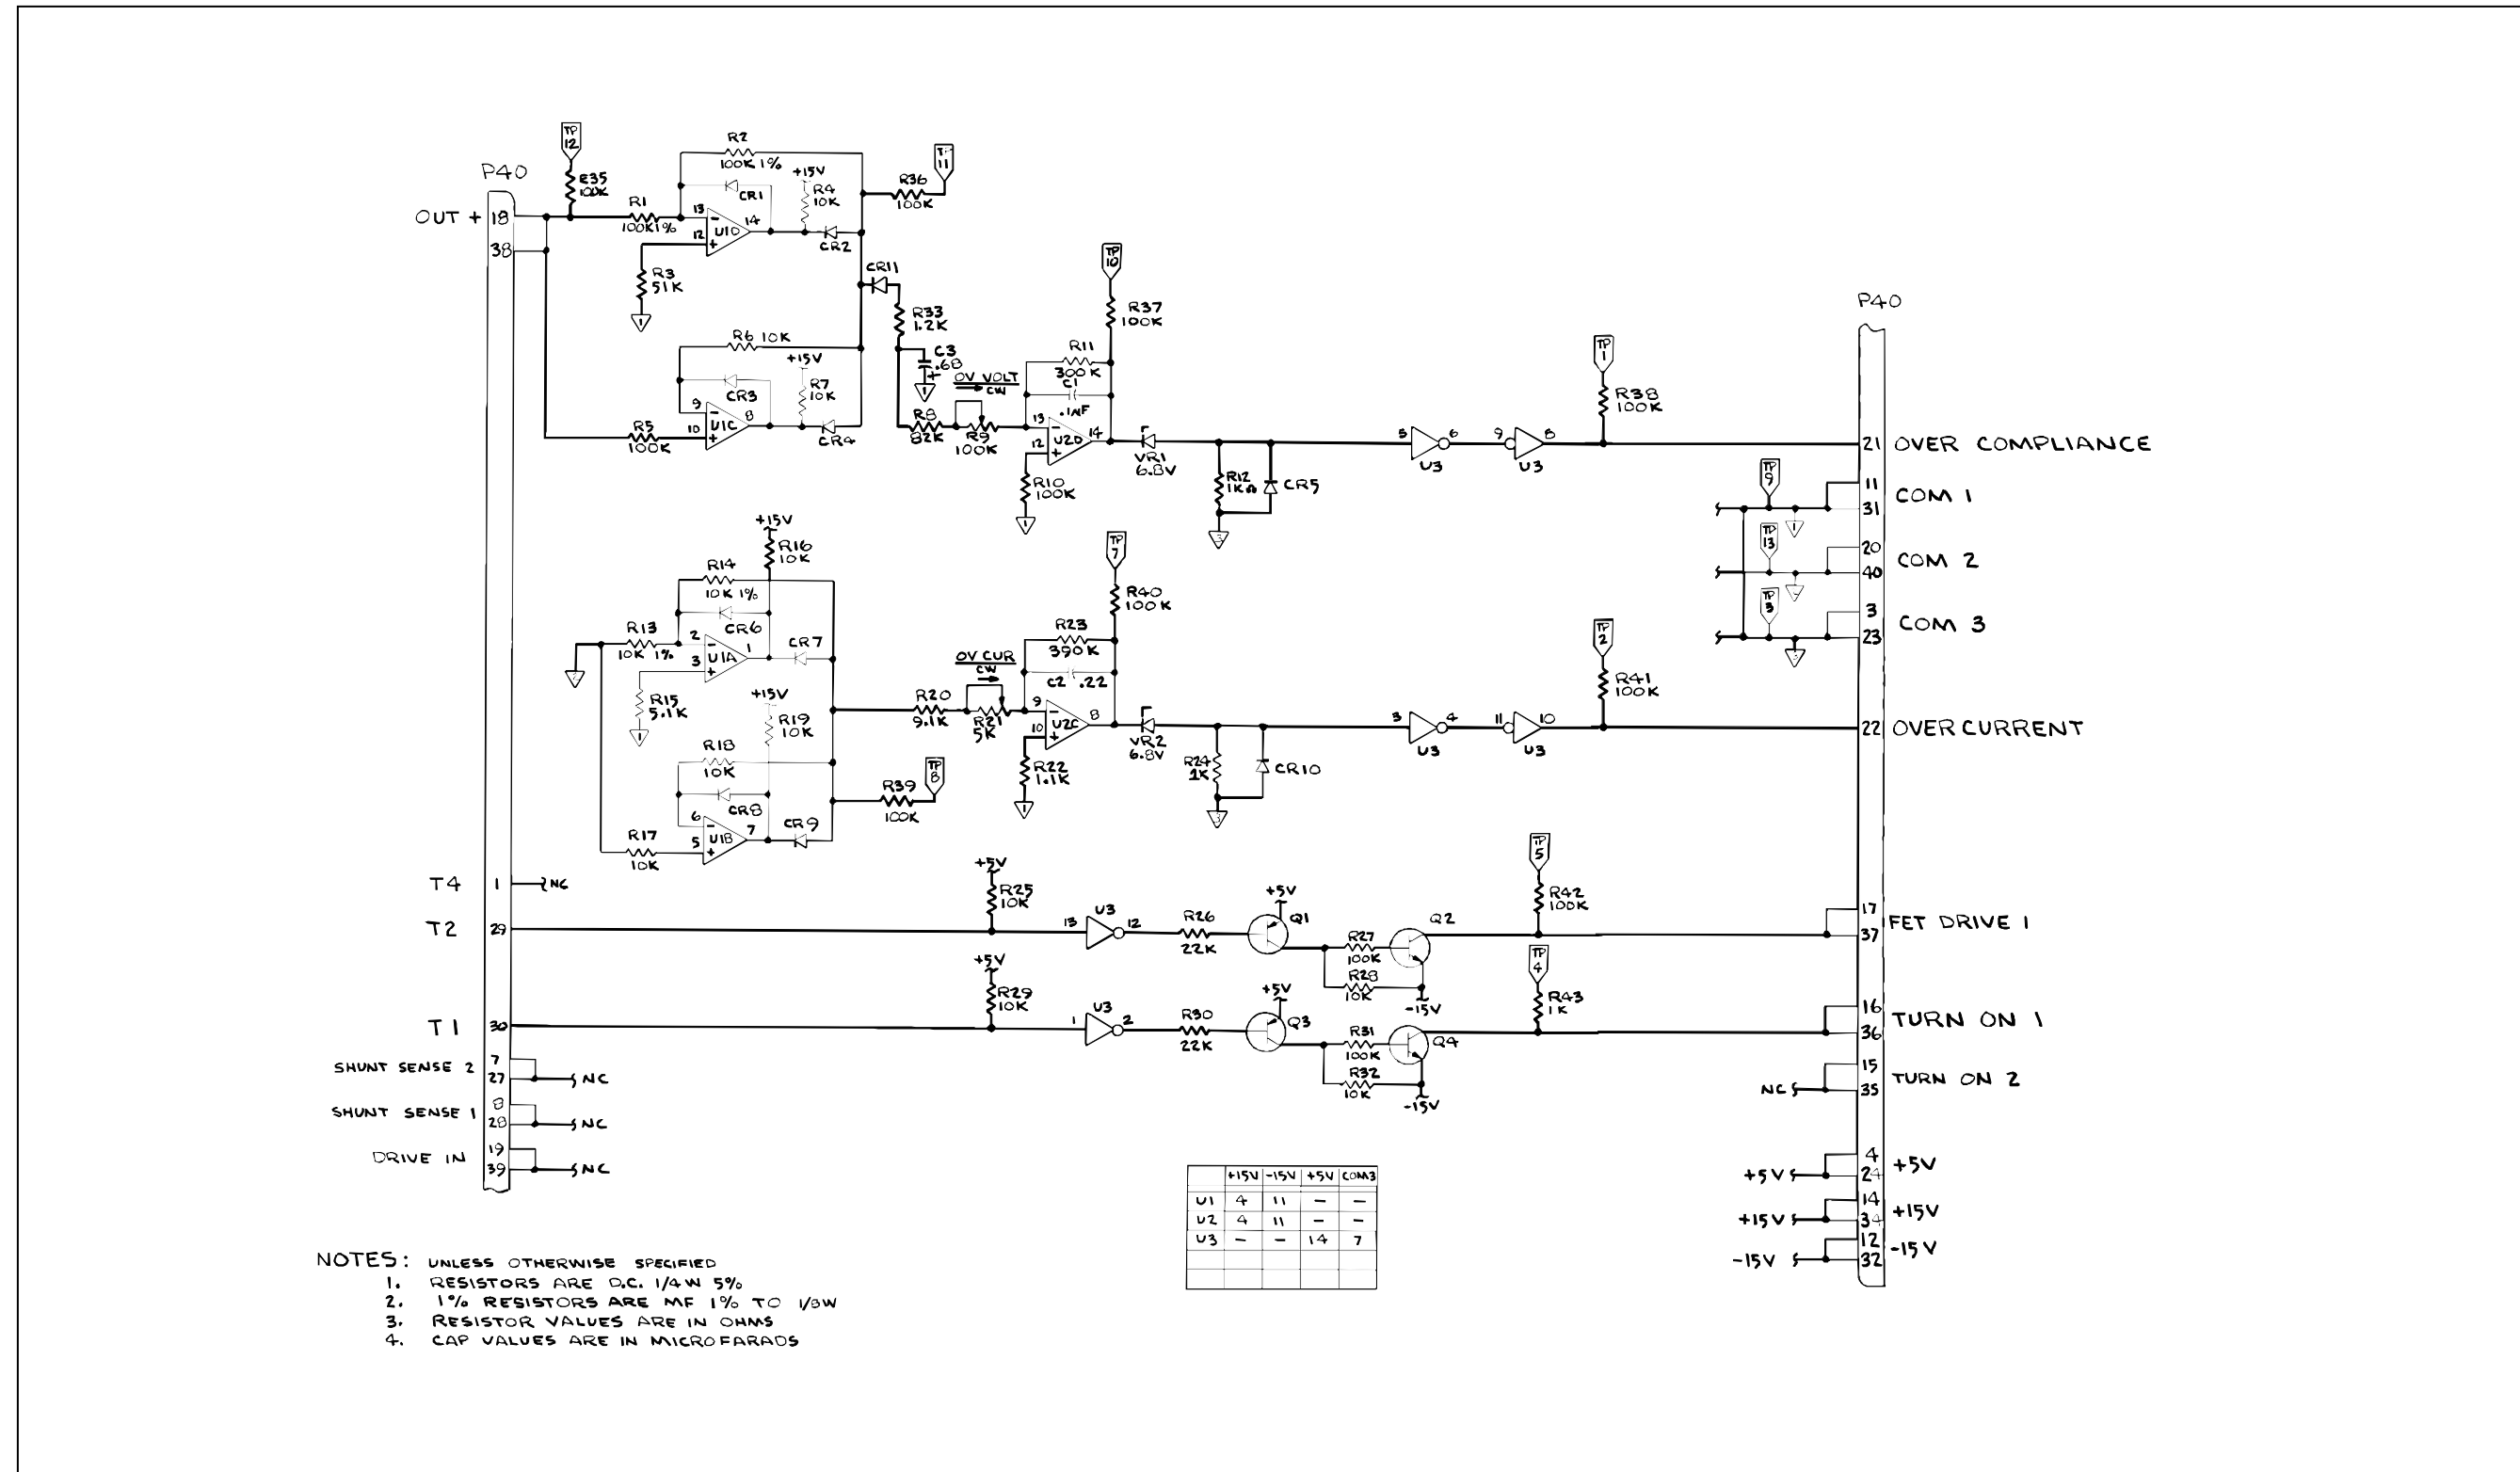 P40
OUT +
18
38
TP
12
E35
100K
R1
100K1%
R2
100K 1%
CR1
+15V
R4
10K
13
12
U1D
14
CR2
R3
51K
1
R36
100K
TP
11
CR11
R33
1.2K
C3
.68
+
1
R6 10K
+15V
CR3
R7
10K
9
10
U1C
8
CR4
R5
100K
OV VOLT
CW
R8
82K
R9
100K
TP
10
R37
100K
R11
300K
C1
.1MF
13
12
U2D
14
R10
100K
1
VR1
6.8V
R12
1KΩ
CR5
3
5
6
U3
9
8
U3
TP
1
R38
100K
P40
21 OVER COMPLIANCE
TP
9
1
11
31
COM 1
TP
13
20
40
COM 2
TP
3
3
23
COM 3
+15V
R16
10K
R14
10K 1%
CR6
R13
10K 1%
2
3
U1A
1
CR7
R15
5.1K
1
+15V
R19
10K
R18
10K
CR8
6
5
U1B
7
CR9
R17
10K
R39
100K
TP
8
R20
9.1K
OV CUR
CW
R21
5K
TP
7
R40
100K
R23
390K
C2 .22
9
10
U2C
8
R22
1.1K
1
VR2
6.8V
R24
1K
CR10
3
3
4
U3
11
10
U3
TP
2
R41
100K
22 OVERCURRENT
T4 1 NC
T2 29
+5V
R25
10K
13
U3
12
R26
22K
+5V
Q1
R27
100K
R28
10K
Q2
-15V
TP
5
R42
100K
17
37
FET DRIVE 1
T1 30
+5V
R29
10K
1
U3
2
R30
22K
+5V
Q3
R31
100K
R32
10K
Q4
-15V
TP
4
R43
1K
16
36
TURN ON 1
SHUNT SENSE 2
7
27
NC
SHUNT SENSE 1
8
28
NC
DRIVE IN
19
39
NC
NC
15
35
TURN ON 2
+5V
4
24
+5V
+15V
14
34
+15V
-15V
12
32
-15V
+15V -15V +5V COM3
U1 4 11 - -
U2 4 11 - -
U3 - - 14 7
NOTES: UNLESS OTHERWISE SPECIFIED
1. RESISTORS ARE D.C. 1/4W 5%
2. 1% RESISTORS ARE MF 1% TO 1/8W
3. RESISTOR VALUES ARE IN OHMS
4. CAP VALUES ARE IN MICROFARADS